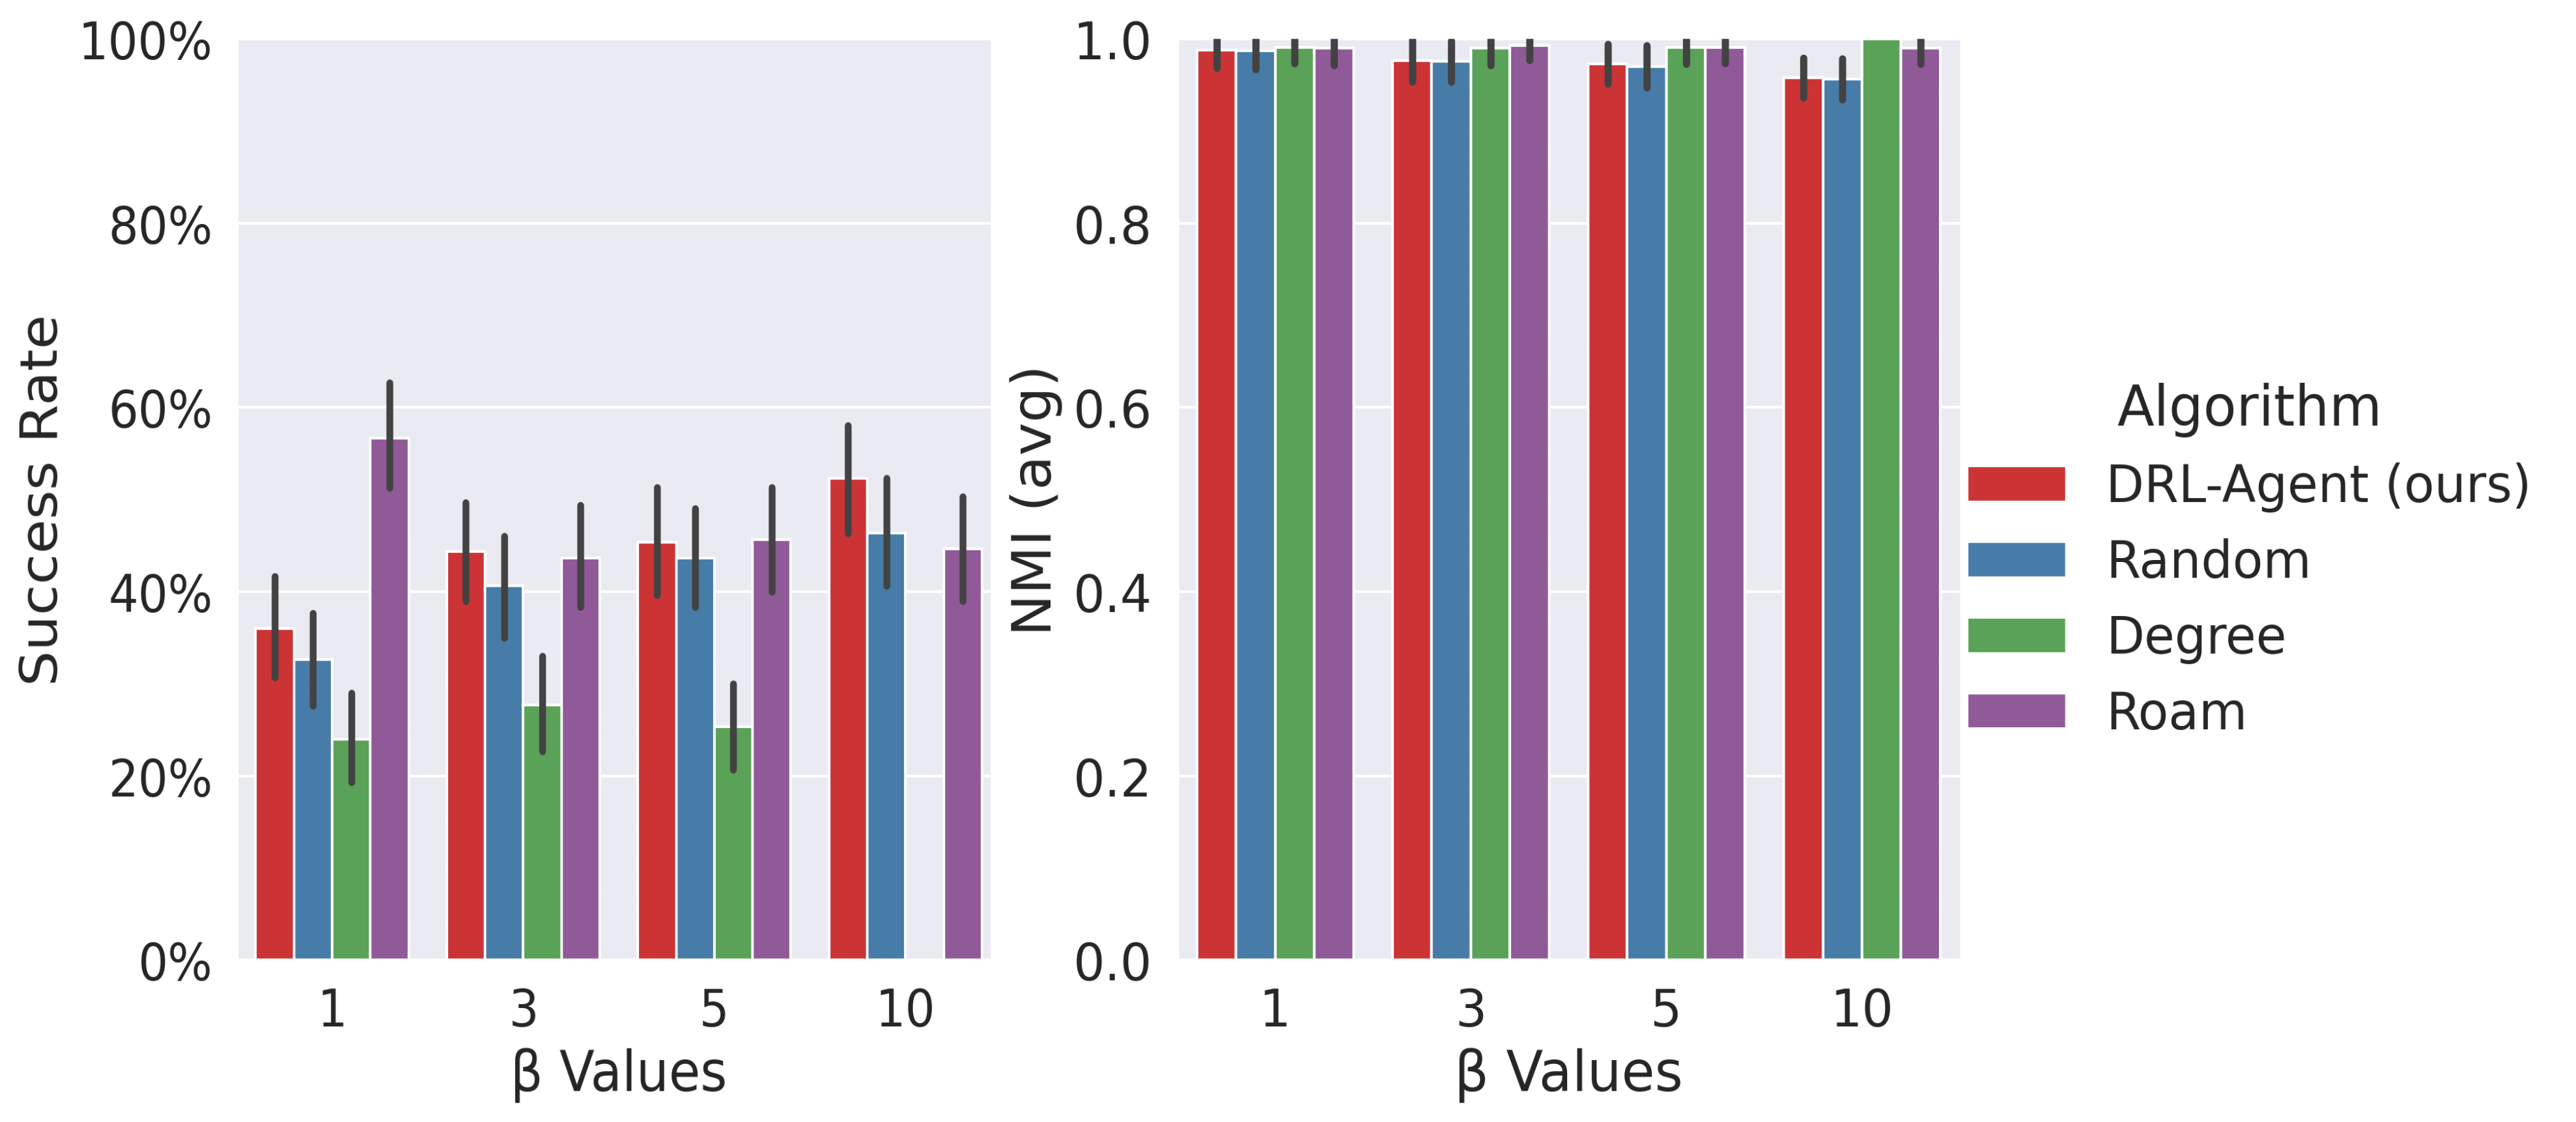 100%
80%
60%
40%
20%
0%
Success Rate
1 3 5 10
β Values
1.0
0.8
0.6
0.4
0.2
0.0
NMI (avg)
1 3 5 10
β Values
Algorithm
DRL-Agent (ours)
Random
Degree
Roam